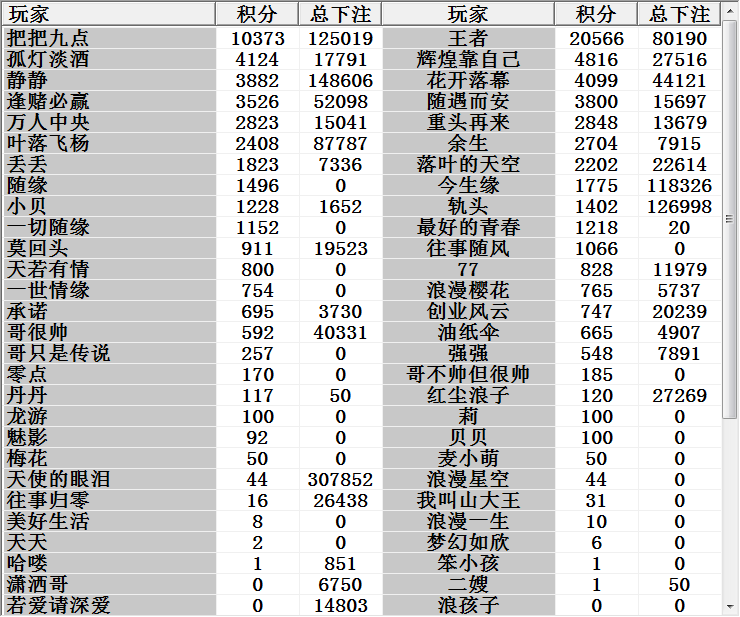 玩家 积分 总下注 玩家 积分 总下注
把把九点 10373 125019 王者 20566 80190
孤灯淡酒 4124 17791 辉煌靠自己 4816 27516
静静 3882 148606 花开落幕 4099 44121
逢赌必赢 3526 52098 随遇而安 3800 15697
万人中央 2823 15041 重头再来 2848 13679
叶落飞杨 2408 87787 余生 2704 7915
丢丢 1823 7336 落叶的天空 2202 22614
随缘 1496 0 今生缘 1775 118326
小贝 1228 1652 轨头 1402 126998
一切随缘 1152 0 最好的青春 1218 20
莫回头 911 19523 往事随风 1066 0
天若有情 800 0 77 828 11979
一世情缘 754 0 浪漫樱花 765 5737
承诺 695 3730 创业风云 747 20239
哥很帅 592 40331 油纸伞 665 4907
哥只是传说 257 0 强强 548 7891
零点 170 0 哥不帅但很帅 185 0
丹丹 117 50 红尘浪子 120 27269
龙游 100 0 莉 100 0
魅影 92 0 贝贝 100 0
梅花 50 0 麦小萌 50 0
天使的眼泪 44 307852 浪漫星空 44 0
往事归零 16 26438 我叫山大王 31 0
美好生活 8 0 浪漫一生 10 0
天天 2 0 梦幻如欣 6 0
哈喽 1 851 笨小孩 1 0
潇洒哥 0 6750 二嫂 1 50
若爱请深爱 0 14803 浪孩子 0 0